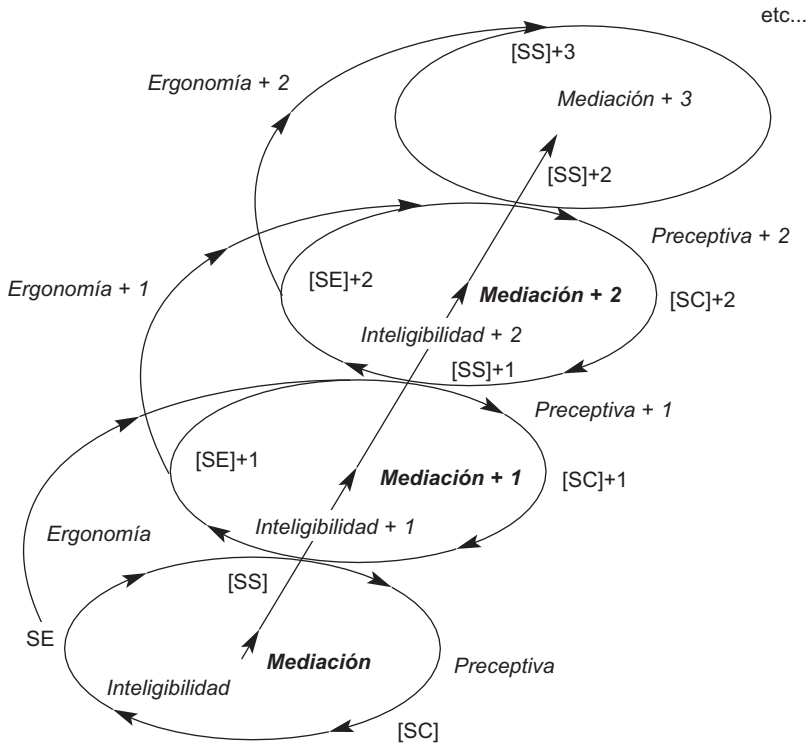 etc...
[SS]+3
Ergonomía + 2
Mediación + 3
[SS]+2
Preceptiva + 2
[SE]+2
Ergonomía + 1
Mediación + 2
[SC]+2
Inteligibilidad + 2
[SS]+1
Preceptiva + 1
[SE]+1
Mediación + 1
[SC]+1
Inteligibilidad + 1
Ergonomía
[SS]
SE
Mediación
Preceptiva
Inteligibilidad
[SC]